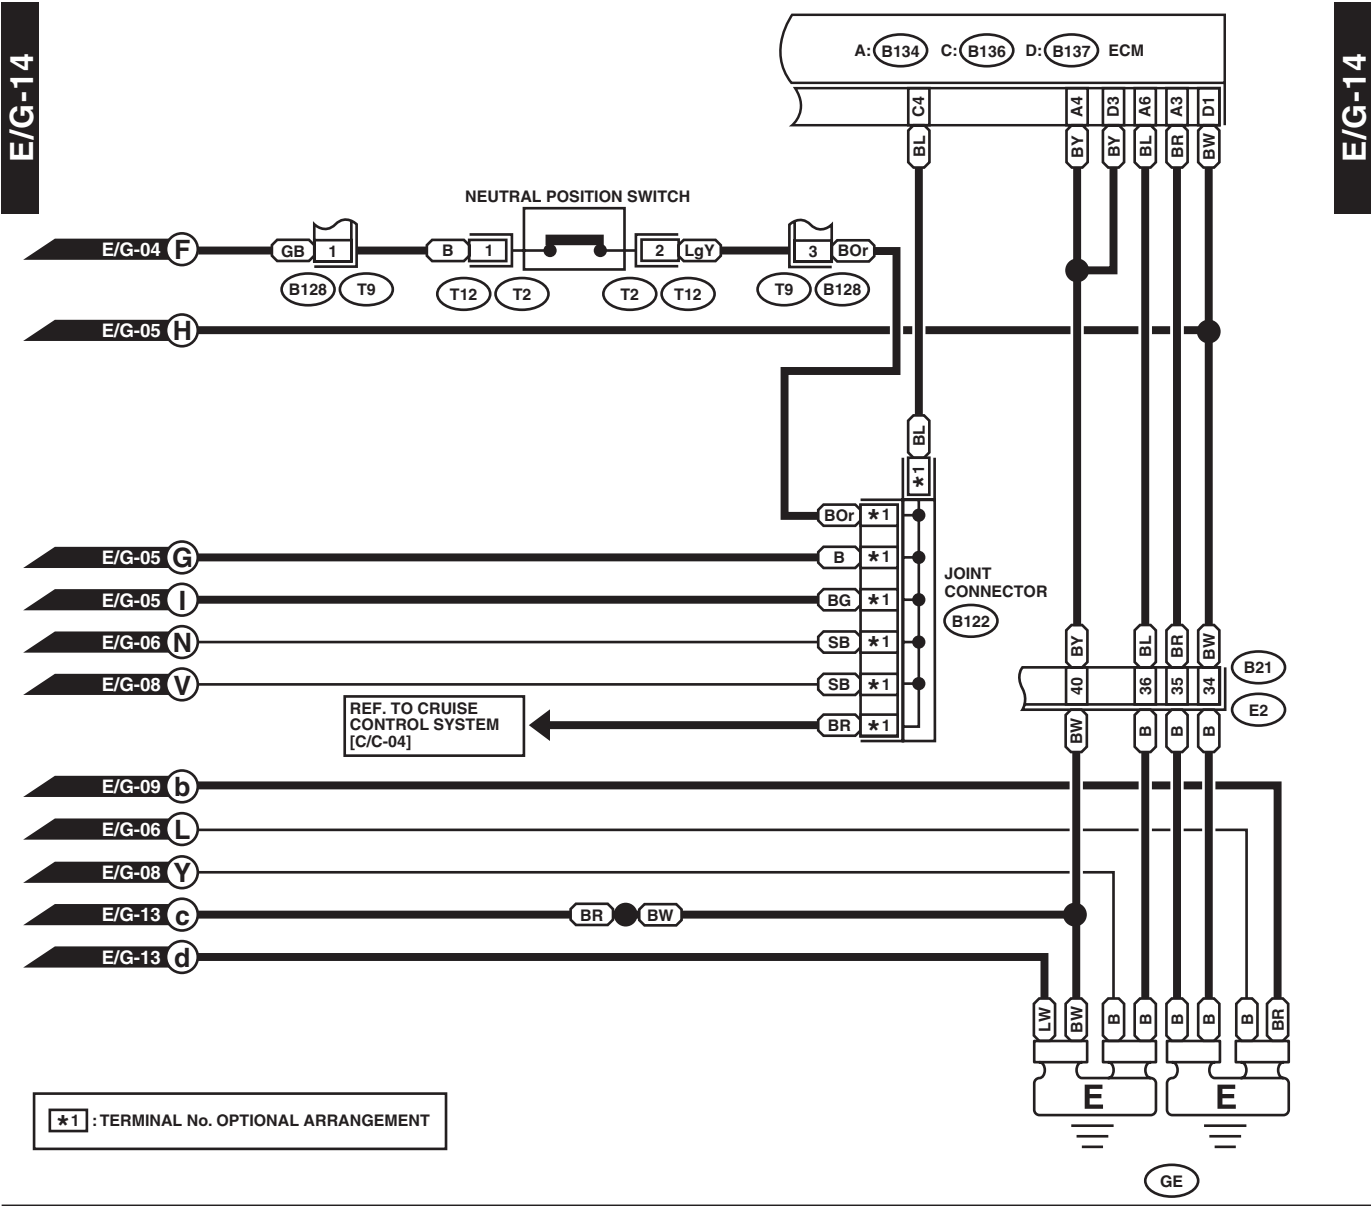 E/G-14
E/G-14
A: B134 C: B136 D: B137 ECM
C4 A4 D3 A6 A3 D1
BL BY BY BL BR BW
NEUTRAL POSITION SWITCH
E/G-04 F GB 1 B 1 2 LgY 3 BOr
B128 T9 T12 T2 T2 T12 T9 B128
E/G-05 H
BL
*1
BOr *1
E/G-05 G B *1
JOINT
CONNECTOR
B122
E/G-05 I BG *1
E/G-06 N SB *1
BY BL BR BW
B21
E/G-08 V SB *1
40 36 35 34
E2
REF. TO CRUISE
CONTROL SYSTEM
[C/C-04]
BR *1
BW B B B
E/G-09 b
E/G-06 L
E/G-08 Y
E/G-13 c BR BW
E/G-13 d
LW BW B B B B B BR
E E
*1 : TERMINAL No. OPTIONAL ARRANGEMENT
GE